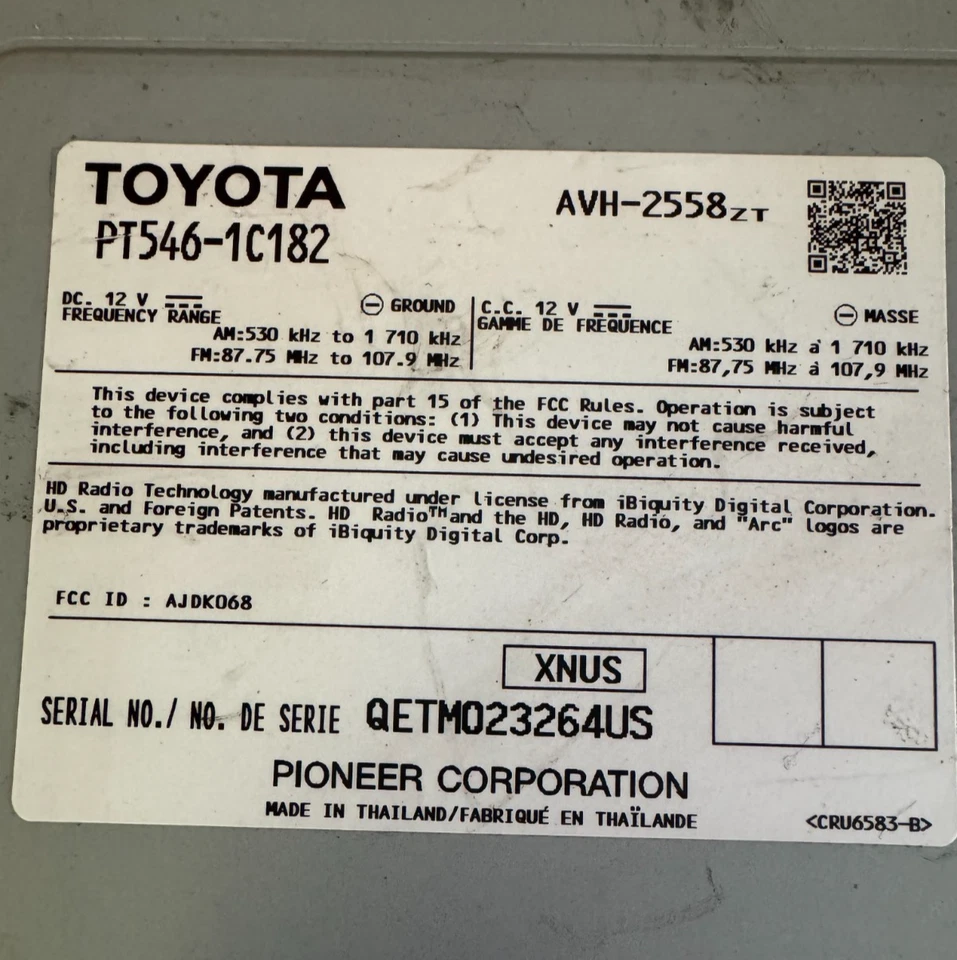 TOYOTA
PT546-1C182
AVH-2558ZT
DC. 12 V
GROUND
FREQUENCY RANGE
AM:530 kHz to 1 710 kHz
FM:87.75 MHz to 107.9 MHz
C.C. 12 V
MASSE
GAMME DE FRÉQUENCE
AM:530 kHz à 1 710 kHz
FM:87,75 MHz à 107,9 MHz
This device complies with part 15 of the FCC Rules. Operation is subject
to the following two conditions: (1) This device may not cause harmful
interference, and (2) this device must accept any interference received,
including interference that may cause undesired operation.
HD Radio Technology manufactured under license from iBiquity Digital Corporation.
U.S. and Foreign Patents. HD Radio™ and the HD, HD Radio, and "Arc" logos are
proprietary trademarks of iBiquity Digital Corp.
FCC ID : AJDK068
XNUS
SERIAL NO./ NO. DE SERIE QETM023264US
PIONEER CORPORATION
MADE IN THAILAND/FABRIQUÉ EN THAÏLANDE
<CRU6583-B>